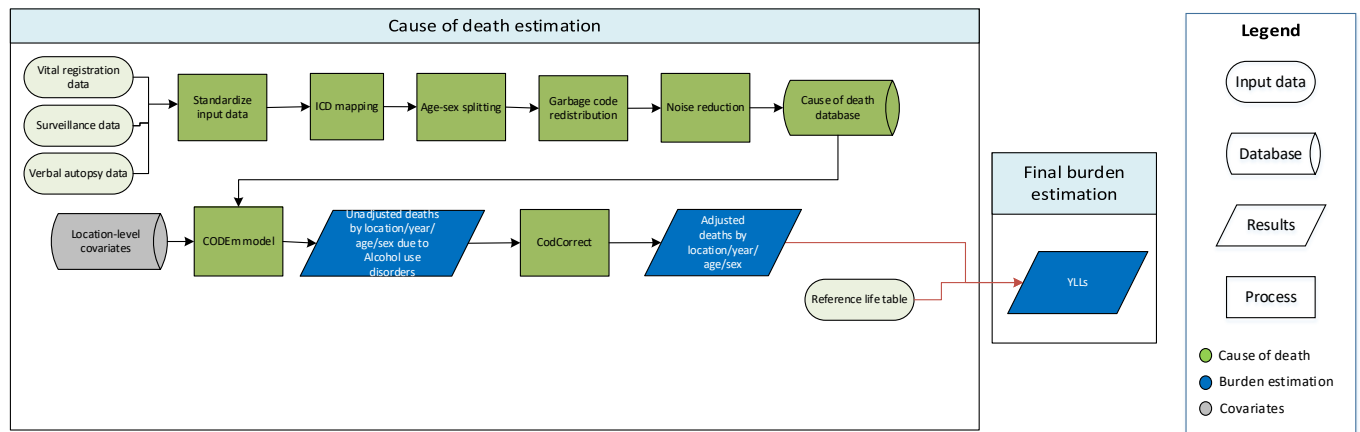 Cause of death estimation
Vital registration
data
Surveillance data
Verbal autopsy data
Standardize
input data
ICD mapping
Age-sex splitting
Garbage code
redistribution
Noise reduction
Cause of death
database
Location-level
covariates
CODEm model
Unadjusted deaths
by location/year/
age/sex due to
Alcohol use
disorders
CodCorrect
Adjusted
deaths by
location/year/
age/sex
Reference life table
Final burden
estimation
YLLs
Legend
Input data
Database
Results
Process
Cause of death
Burden estimation
Covariates